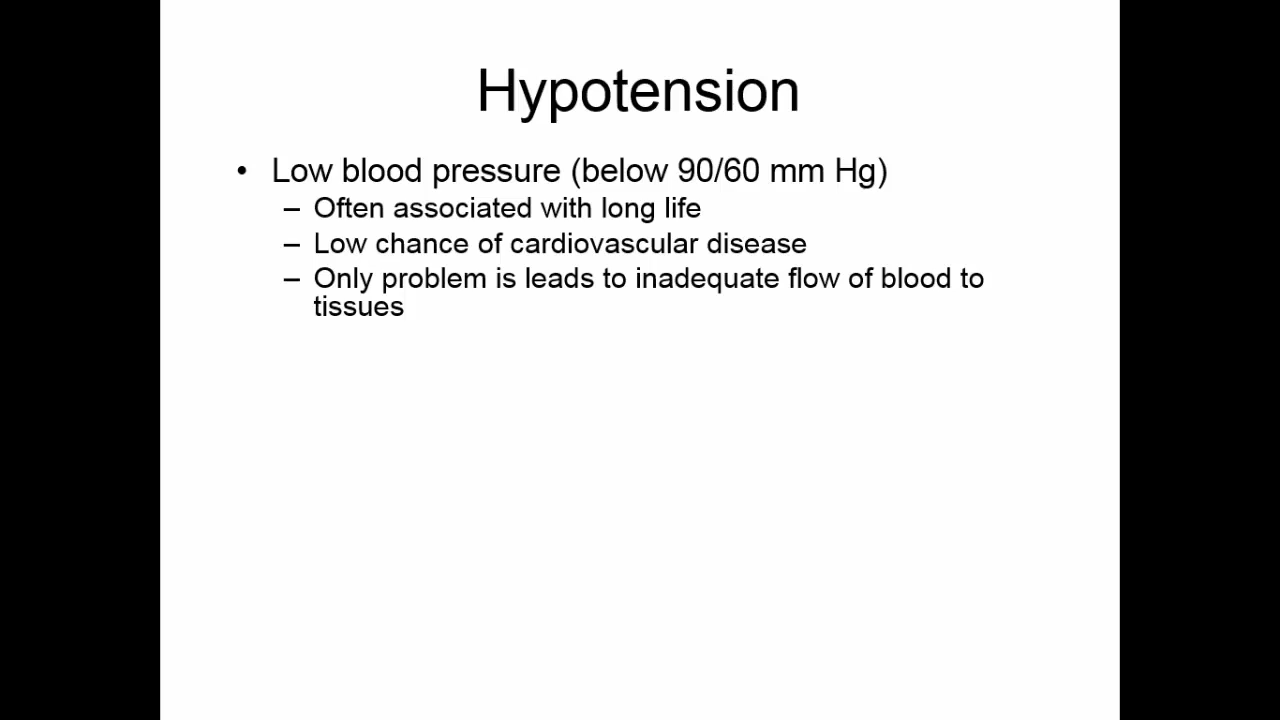 Hypotension
• Low blood pressure (below 90/60 mm Hg)
– Often associated with long life
– Low chance of cardiovascular disease
– Only problem is leads to inadequate flow of blood to
tissues